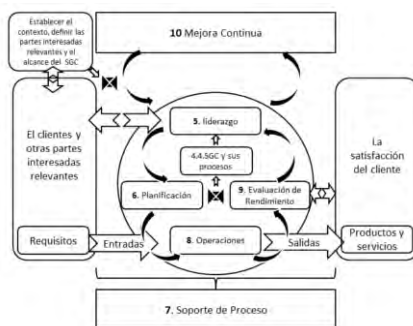 Establecer el
contexto, definir las
partes interesadas
relevantes y el
alcance del SGC
10 Mejora Continua
El clientes y
otras partes
interesadas
relevantes
5. liderazgo
4.4.SGC y sus
procesos
6. Planificación
9. Evaluación de
Rendimiento
La
satisfacción
del cliente
Requisitos
Entradas
8. Operaciones
Salidas
Productos y
servicios
7. Soporte de Proceso